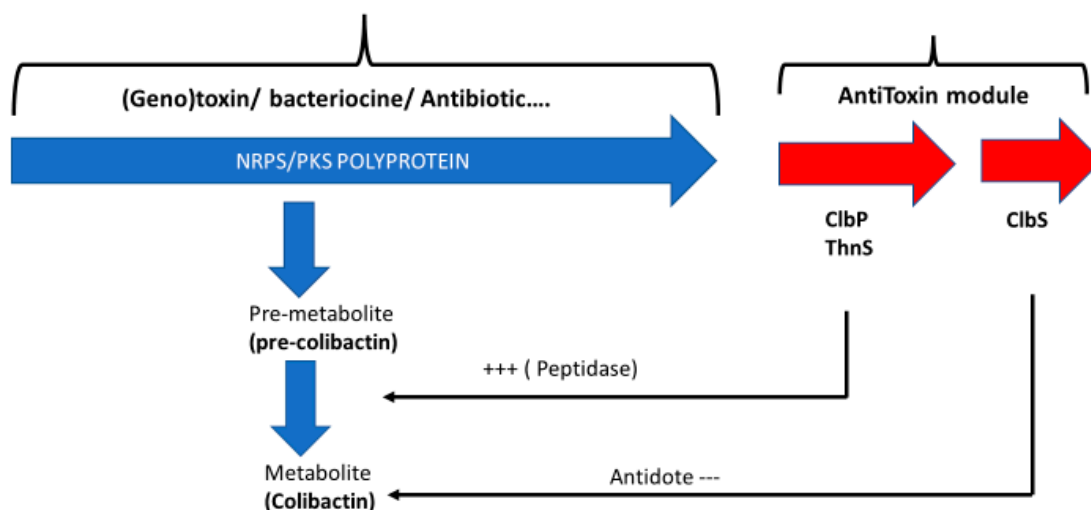 (Geno)toxin/ bacteriocine/ Antibiotic....
AntiToxin module
NRPS/PKS POLYPROTEIN
ClbP
ThnS
ClbS
Pre-metabolite
(pre-colibactin)
+++ ( Peptidase)
Metabolite
(Colibactin)
Antidote ---